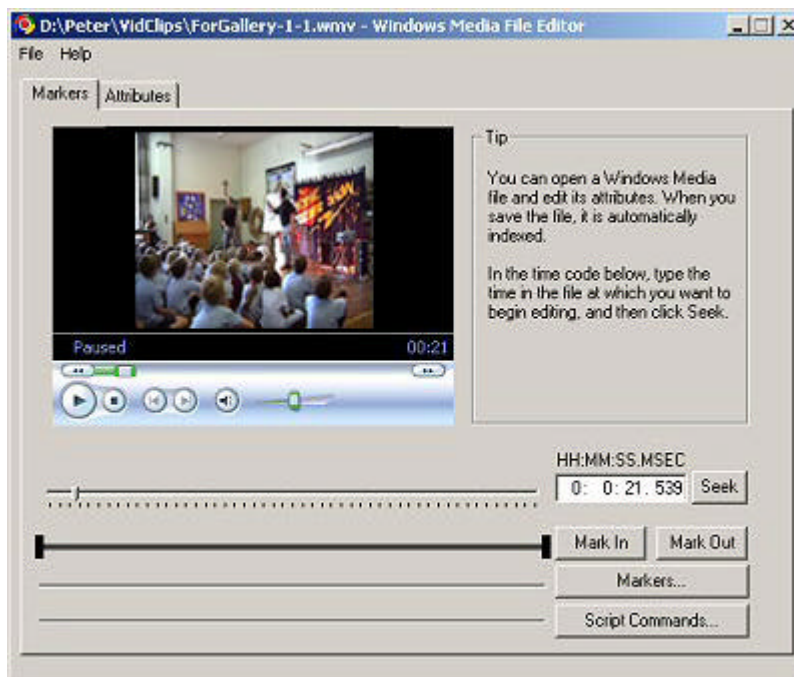 D:\Peter\VidClips\ForGallery-1-1.wmv - Windows Media File Editor
File Help
Markers Attributes
Tip
You can open a Windows Media
file and edit its attributes. When you
save the file, it is automatically
indexed.
In the time code below, type the
time in the file at which you want to
begin editing, and then click Seek.
Paused 00:21
HH:MM:SS.MSEC
0: 0: 21. 539 Seek
Mark In Mark Out
Markers...
Script Commands...